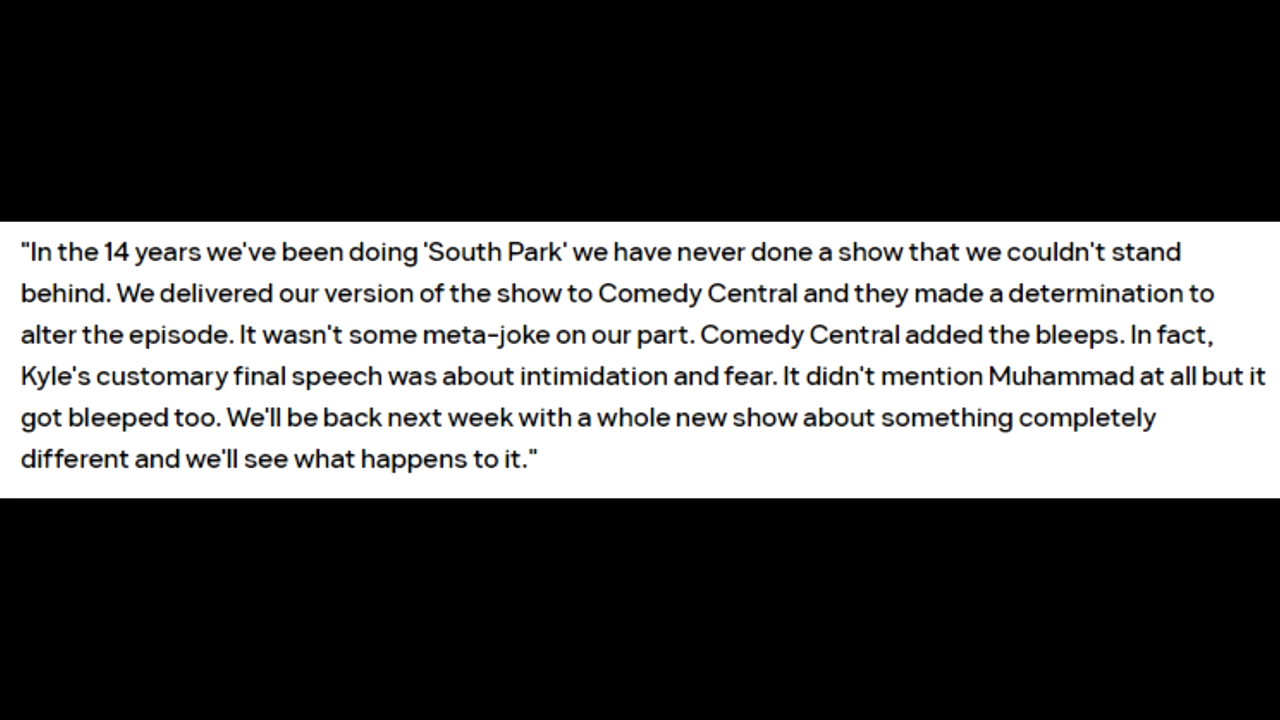 "In the 14 years we've been doing 'South Park' we have never done a show that we couldn't stand
behind. We delivered our version of the show to Comedy Central and they made a determination to
alter the episode. It wasn't some meta-joke on our part. Comedy Central added the bleeps. In fact,
Kyle's customary final speech was about intimidation and fear. It didn't mention Muhammad at all but it
got bleeped too. We'll be back next week with a whole new show about something completely
different and we'll see what happens to it."